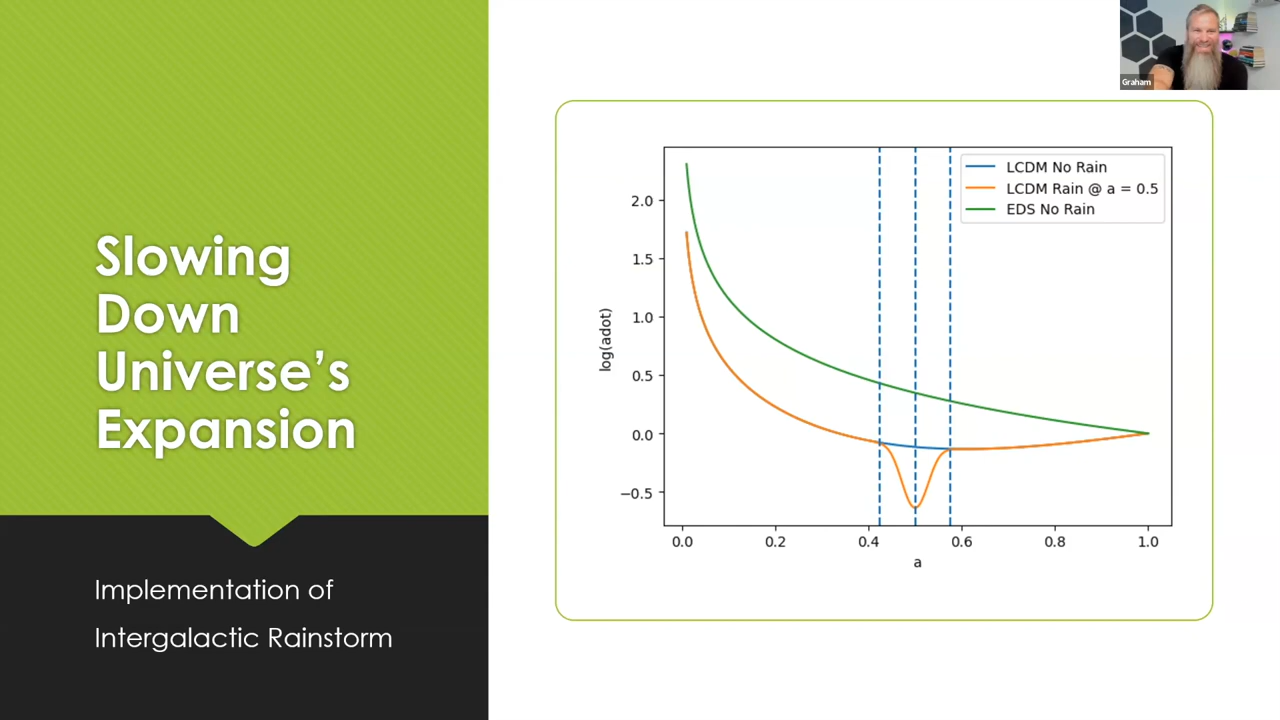 Slowing
Down
Universe’s
Expansion
Implementation of
Intergalactic Rainstorm
Graham
LCDM No Rain
LCDM Rain @ a = 0.5
EDS No Rain
2.0
1.5
1.0
0.5
0.0
−0.5
log(adot)
0.0 0.2 0.4 0.6 0.8 1.0
a